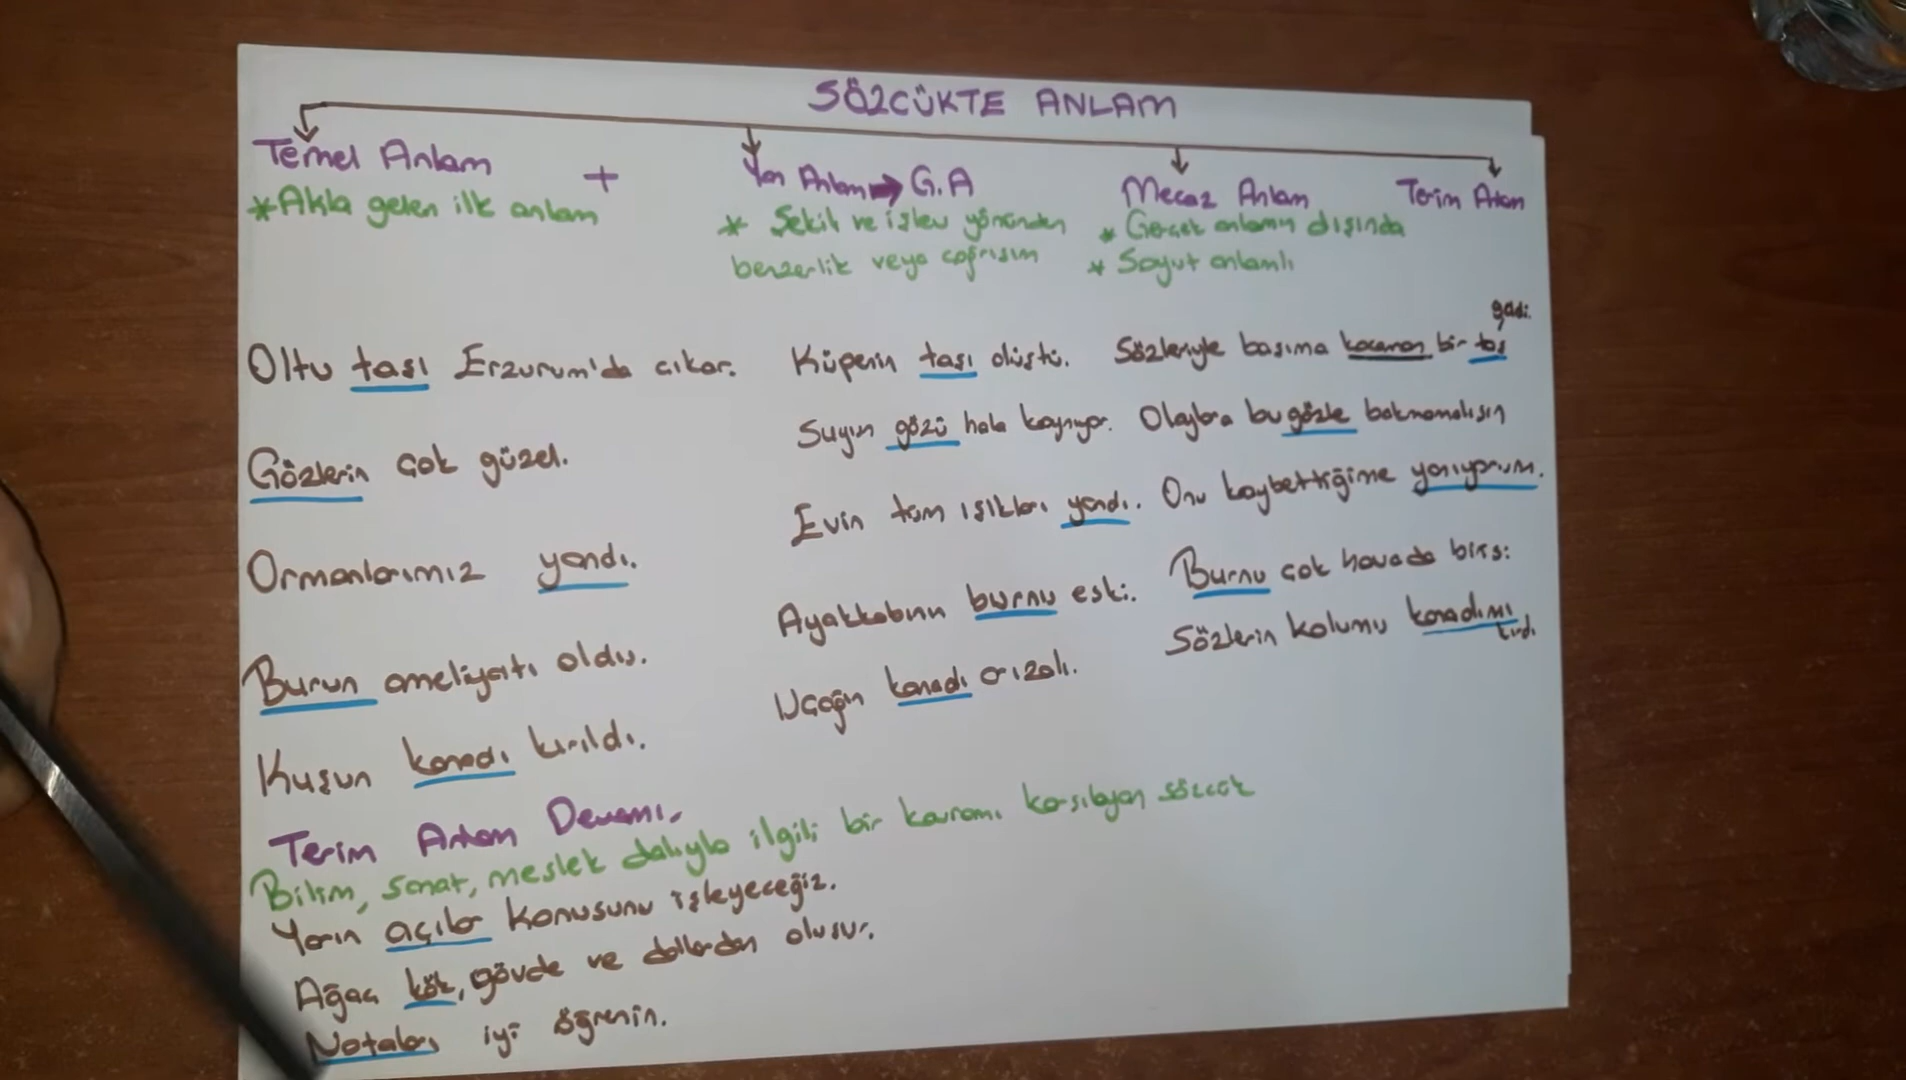 SÖZCÜKTE ANLAM
Temel Anlam + Yan Anlam → G.A
* Akla gelen ilk anlam
* Şekil ve işlev yönünden
benzerlik veya çağrışım
Mecaz Anlam
* Gerçek anlamın dışında
* Soyut anlamlı
Terim Anlam
Oltu taşı Erzurum'da çıkar.
Gözlerin çok güzel.
Ormanlarımız yandı.
Burun ameliyatı oldu.
Kuşun kanadı kırıldı.
Küpenin taşı düştü.
Suyun gözü hala kaynıyor.
Evin tüm ışıkları yandı.
Ayakkabının burnu eski.
Uçağın kanadı arızalı.
Sözleriyle başıma kocaman bir taş
Olaylara bu gözle bakmamalısın
Onu kaybettiğime yanıyorum.
Burnu çok havada birisi
Sözlerin kolumu kanadımı
kırdı.
Terim Anlam Devamı,
Bilim, sanat, meslek dalıyla ilgili bir kavramı karşılayan sözcük
Yarın açılar konusunu işleyeceğiz.
Ağaç kök, gövde ve dallardan oluşur.
Notaları iyi öğrenin.